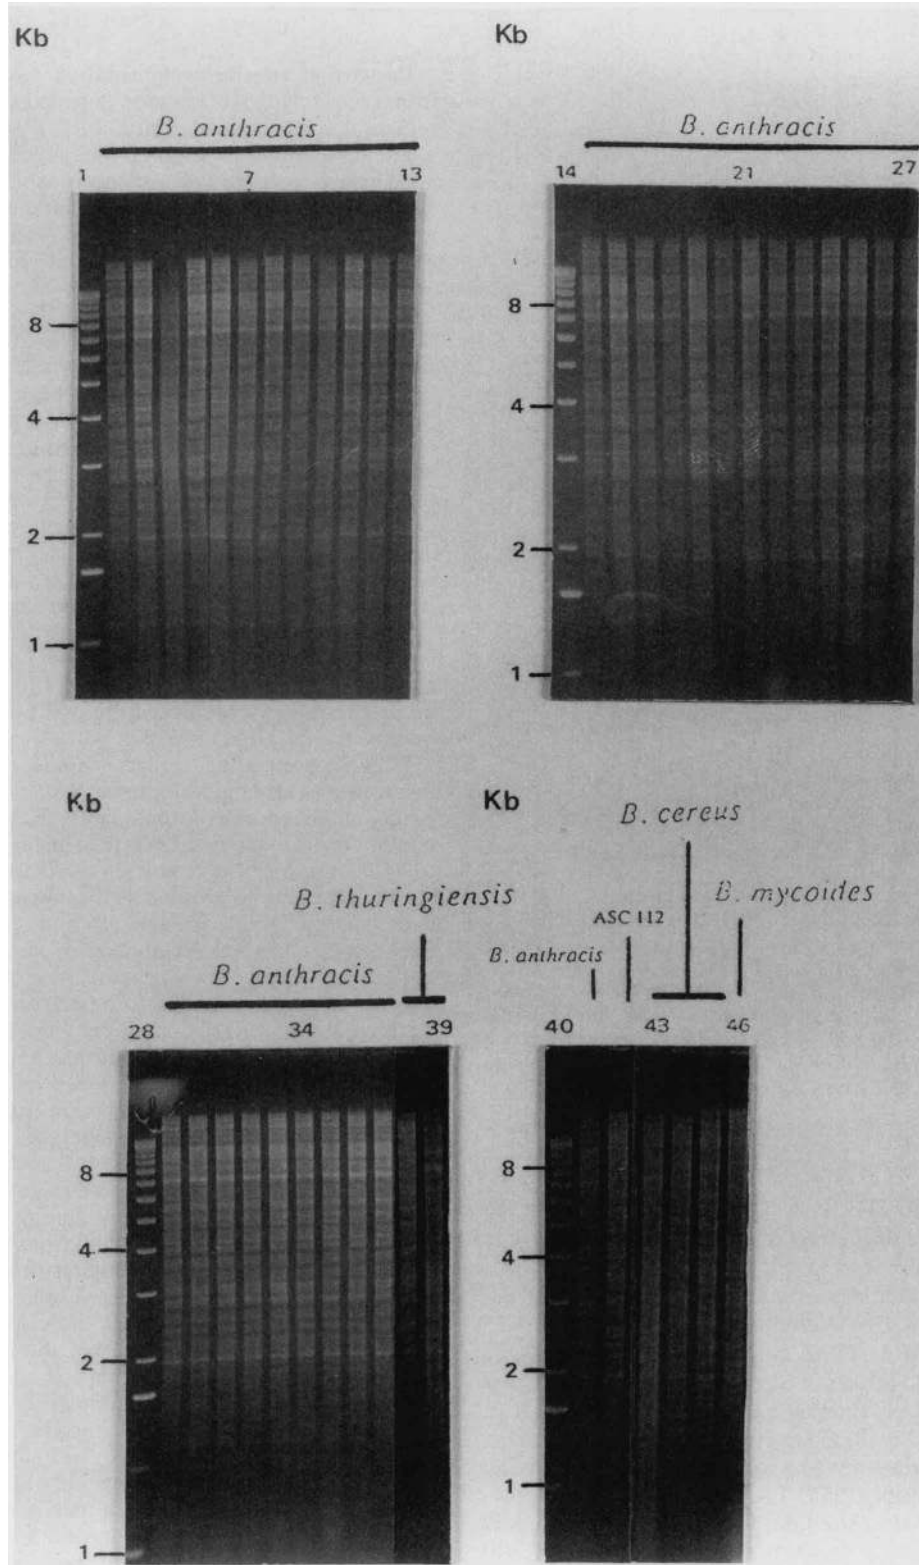 Kb
B. anthracis
1 7 13
8
4
2
1
Kb
B. anthracis
14 21 27
8
4
2
1
Kb
B. thuringiensis
B. anthracis
28 34 39
8
4
2
1
Kb
B. cereus
B. mycoides
ASC 112
B. anthracis
40 43 46
8
4
2
1